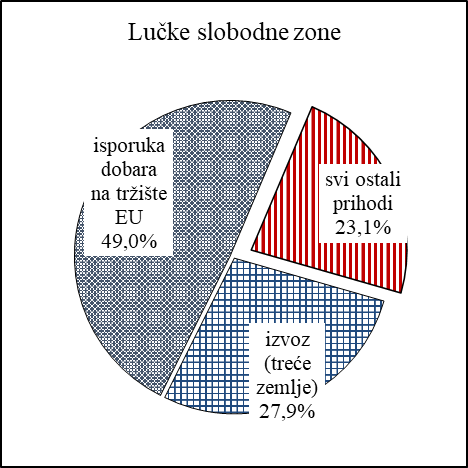 Lučke slobodne zone
isporuka
dobara
na tržište
EU
49,0%
svi ostali
prihodi
23,1%
izvoz
(treće
zemlje)
27,9%